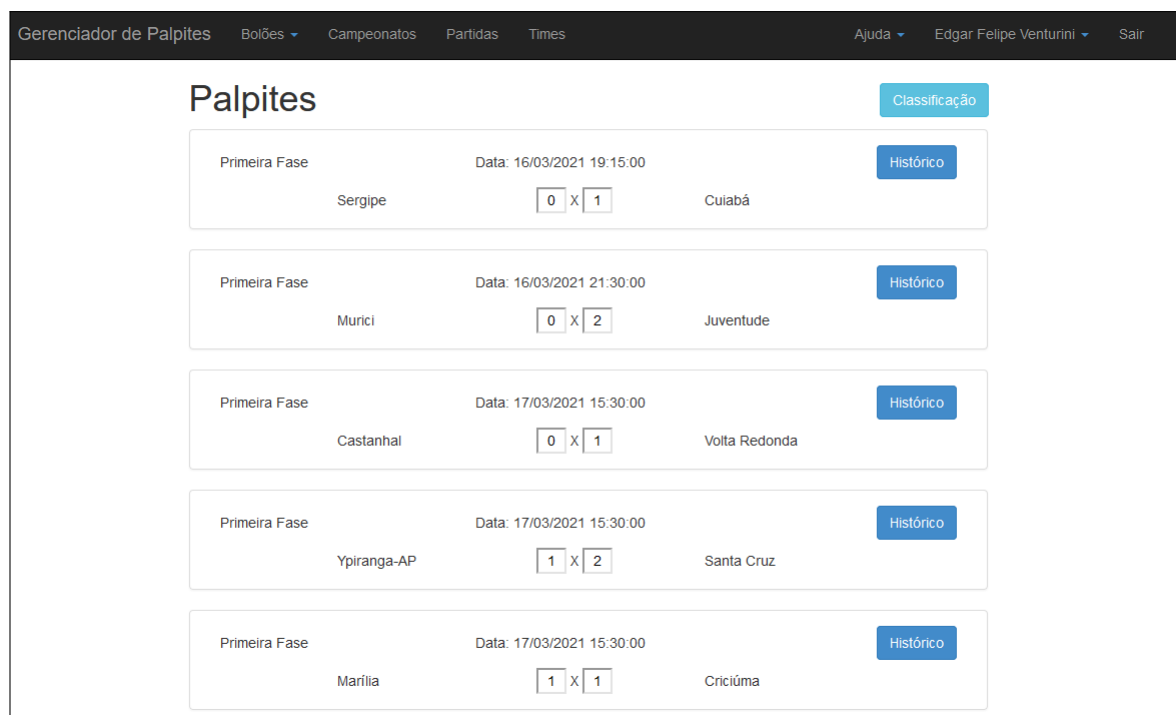 Gerenciador de Palpites Bolões Campeonatos Partidas Times Ajuda Edgar Felipe Venturini Sair
Palpites Classificação
Primeira Fase Data: 16/03/2021 19:15:00 Histórico
Sergipe 0 X 1 Cuiabá
Primeira Fase Data: 16/03/2021 21:30:00 Histórico
Murici 0 X 2 Juventude
Primeira Fase Data: 17/03/2021 15:30:00 Histórico
Castanhal 0 X 1 Volta Redonda
Primeira Fase Data: 17/03/2021 15:30:00 Histórico
Ypiranga-AP 1 X 2 Santa Cruz
Primeira Fase Data: 17/03/2021 15:30:00 Histórico
Marília 1 X 1 Criciúma